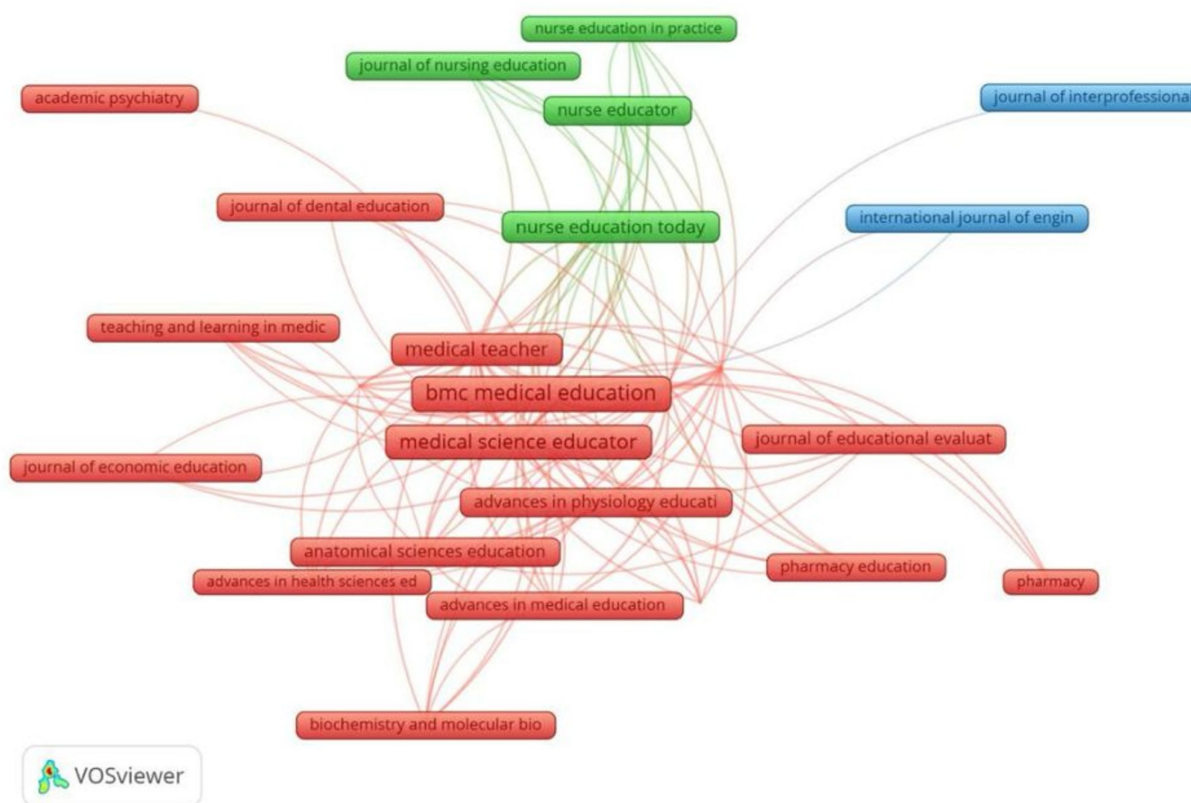 nurse education in practice
journal of nursing education
academic psychiatry
nurse educator
journal of interprofessional
journal of dental education
nurse education today
international journal of engin
teaching and learning in medic
medical teacher
bmc medical education
medical science educator
journal of educational evaluat
journal of economic education
advances in physiology educati
anatomical sciences education
pharmacy education
advances in health sciences ed
pharmacy
advances in medical education
biochemistry and molecular bio
VOSviewer